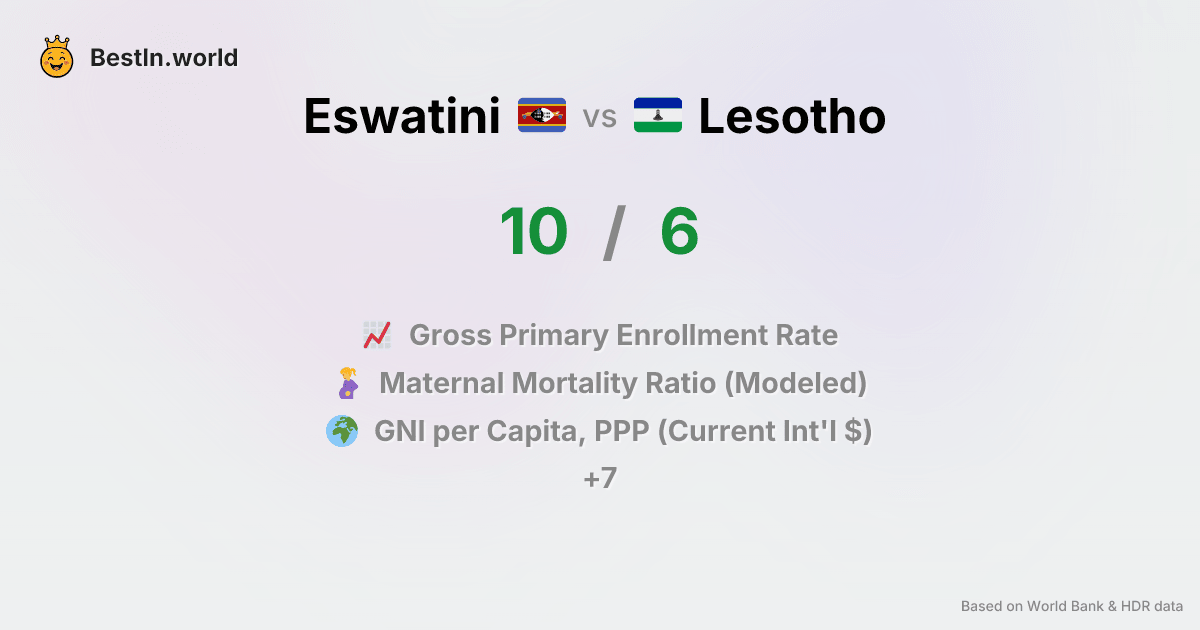 BestIn.world
Eswatini vs Lesotho
10 / 6
Gross Primary Enrollment Rate
Maternal Mortality Ratio (Modeled)
GNI per Capita, PPP (Current Int'l $)
+7
Based on World Bank & HDR data